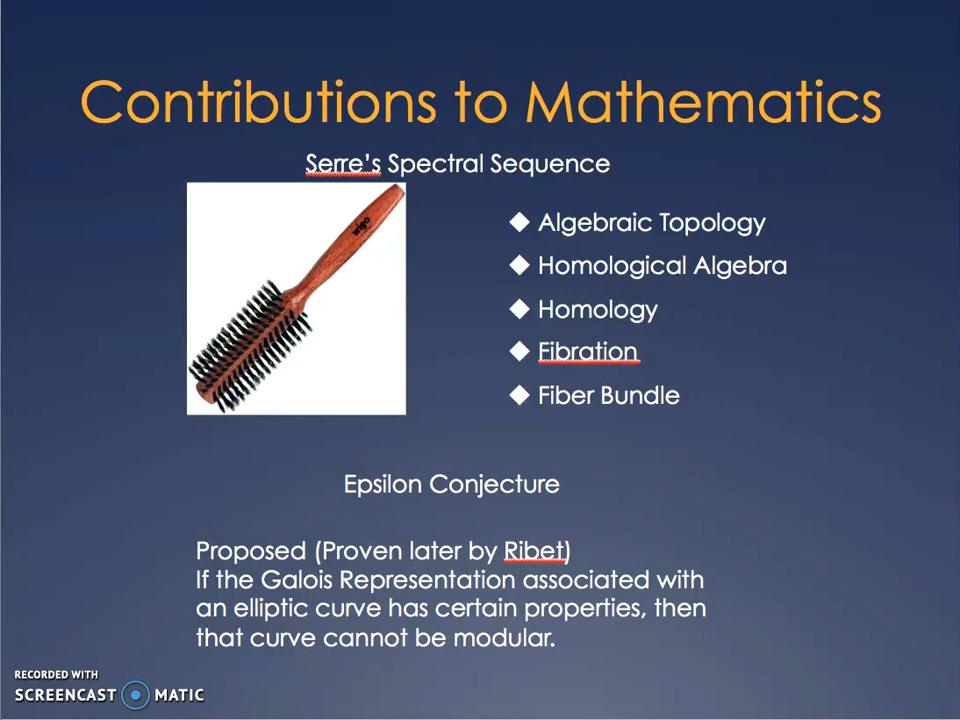 Contributions to Mathematics
Serre's Spectral Sequence
wigo
Algebraic Topology
Homological Algebra
Homology
Fibration
Fiber Bundle
Epsilon Conjecture
Proposed (Proven later by Ribet)
If the Galois Representation associated with
an elliptic curve has certain properties, then
that curve cannot be modular.
RECORDED WITH
SCREENCAST MATIC